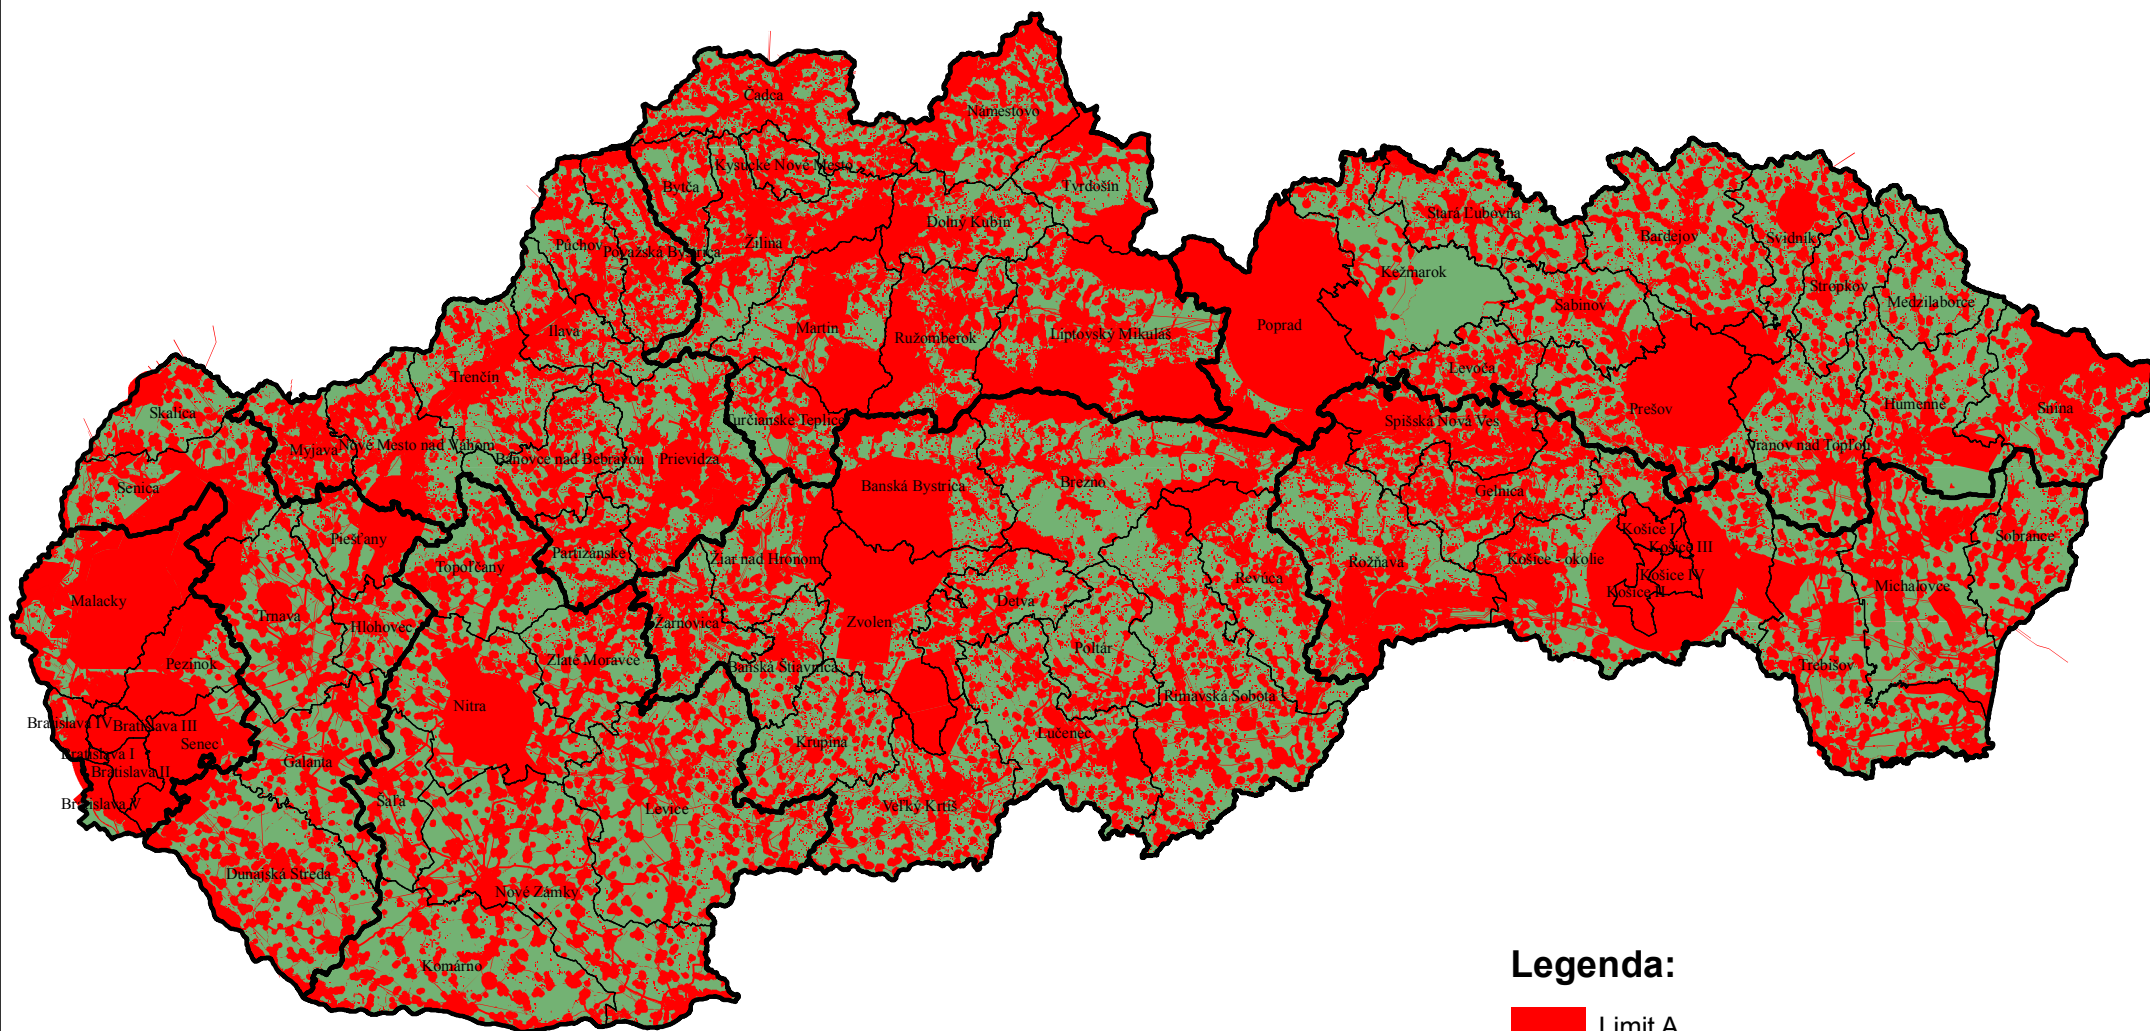 Čadca
Námestovo
Kysucké Nové Mesto
Bytča
Tvrdošín
Dolný Kubín
Stará Ľubovňa
Púchov
Považská Bystrica
Žilina
Bardejov
Svidník
Kežmarok
Stropkov
Medzilaborce
Sabinov
Ilava
Martin
Ružomberok
Liptovský Mikuláš
Poprad
Trenčín
Levoča
Skalica
Turčianske Teplice
Spišská Nová Ves
Prešov
Humenné
Snina
Myjava
Nové Mesto nad Váhom
Bánovce nad Bebravou
Prievidza
Vranov nad Topľou
Senica
Banská Bystrica
Brezno
Gelnica
Piešťany
Partizánske
Topoľčany
Žiar nad Hronom
Revúca
Rožňava
Košice - okolie
Košice I
Košice III
Košice IV
Košice II
Michalovce
Sobrance
Malacky
Trnava
Hlohovec
Žarnovica
Zvolen
Detva
Poltár
Pezinok
Zlaté Moravce
Banská Štiavnica
Trebišov
Nitra
Rimavská Sobota
Bratislava IV
Bratislava III
Senec
Bratislava I
Bratislava II
Bratislava V
Galanta
Krupina
Lučenec
Šaľa
Levice
Veľký Krtíš
Dunajská Streda
Nové Zámky
Komárno
Legenda:
Limit A